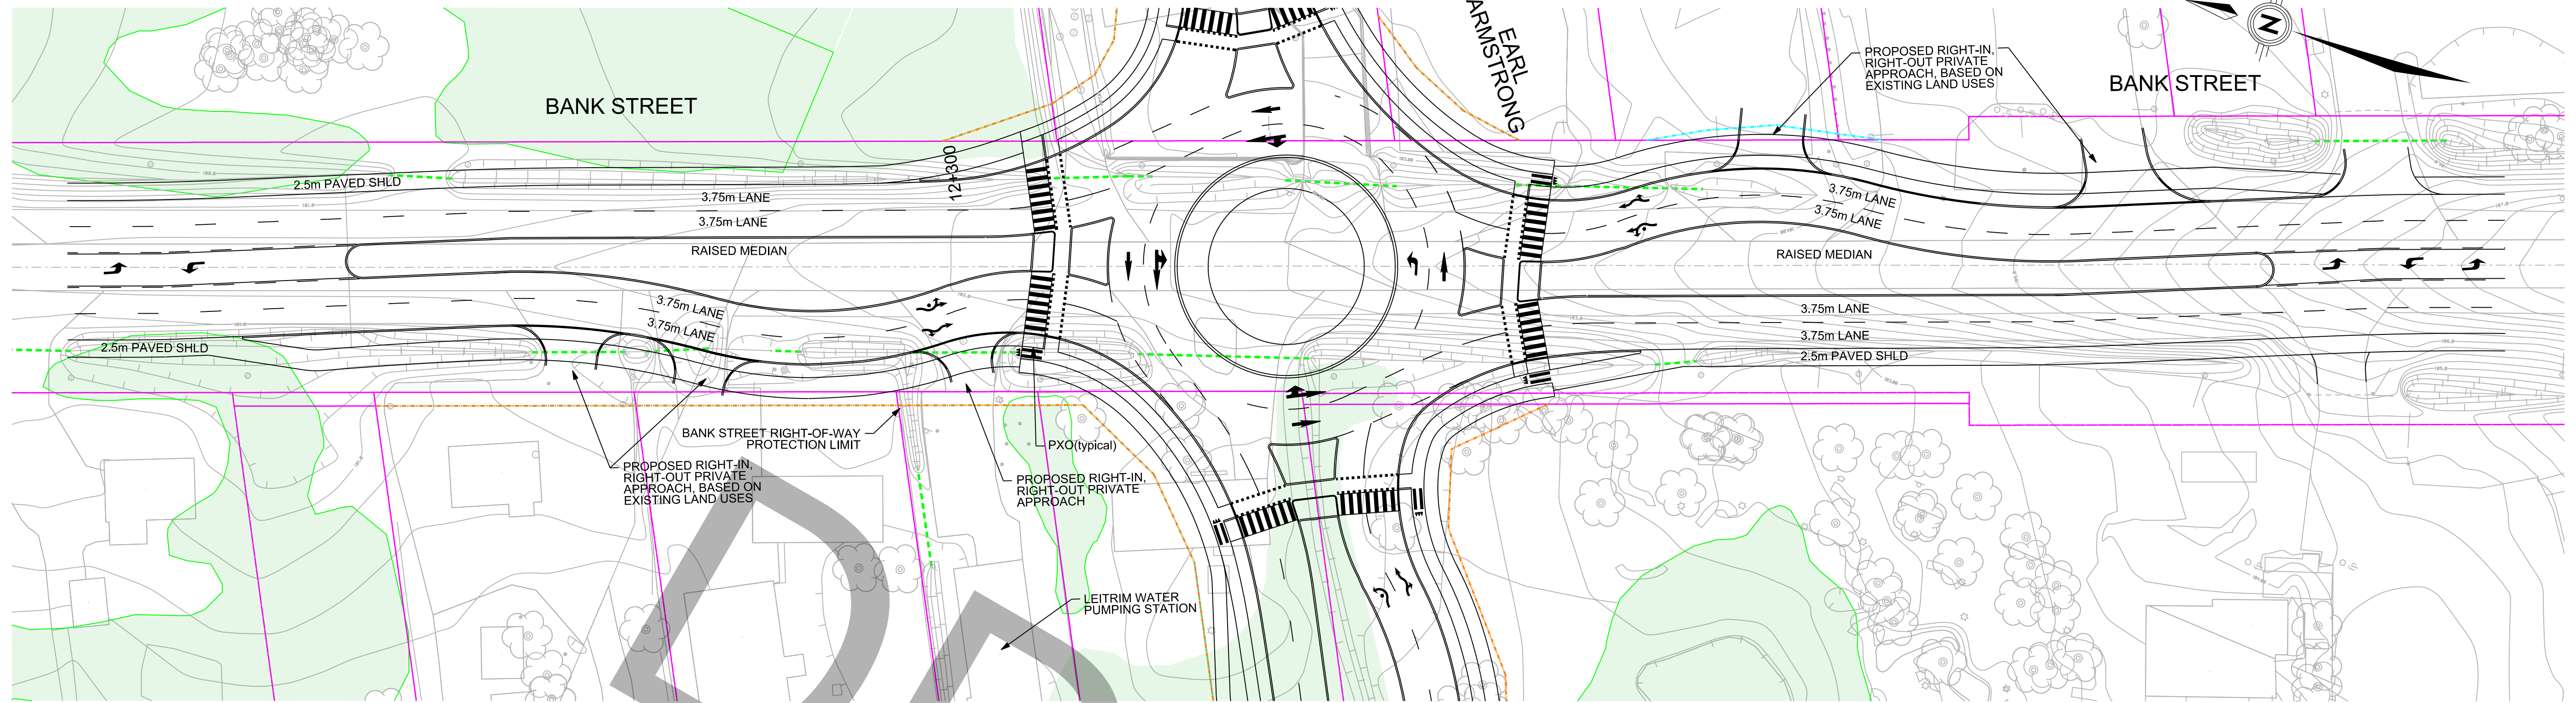 BANK STREET
EARL
ARMSTRONG
PROPOSED RIGHT-IN,
RIGHT-OUT PRIVATE
APPROACH, BASED ON
EXISTING LAND USES
BANK STREET
N
12+300
2.5m PAVED SHLD
3.75m LANE
3.75m LANE
RAISED MEDIAN
3.75m LANE
3.75m LANE
RAISED MEDIAN
3.75m LANE
3.75m LANE
2.5m PAVED SHLD
3.75m LANE
3.75m LANE
2.5m PAVED SHLD
BANK STREET RIGHT-OF-WAY
PROTECTION LIMIT
PXO(typical)
PROPOSED RIGHT-IN,
RIGHT-OUT PRIVATE
APPROACH, BASED ON
EXISTING LAND USES
PROPOSED RIGHT-IN,
RIGHT-OUT PRIVATE
APPROACH
LEITRIM WATER
PUMPING STATION